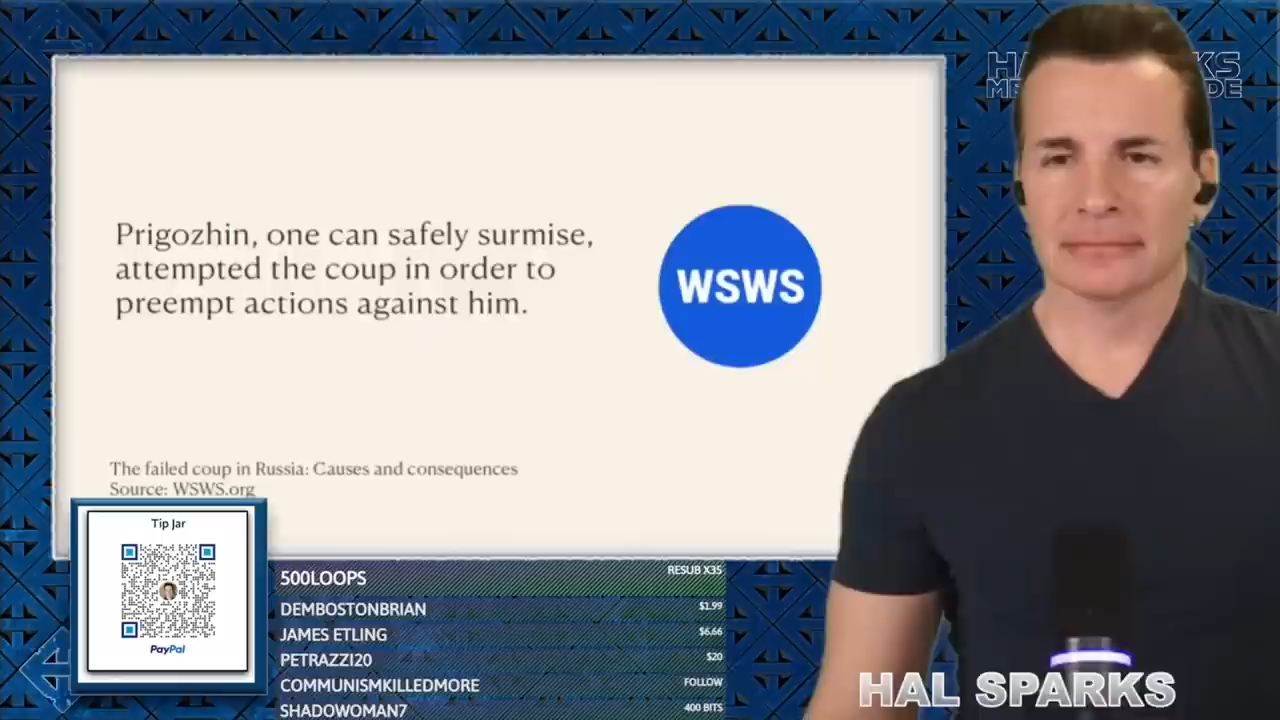 Prigozhin, one can safely surmise,
attempted the coup in order to
preempt actions against him.
WSWS
The failed coup in Russia: Causes and consequences
Source: WSWS.org
Tip Jar
PayPal
500LOOPS RESUB X35
DEMBOSTONBRIAN $1.99
JAMES ETLING $6.66
PETRAZZI20 $20
COMMUNISMKILLEDMORE FOLLOW
SHADOWOMAN7 400 BITS
HAL SPARKS